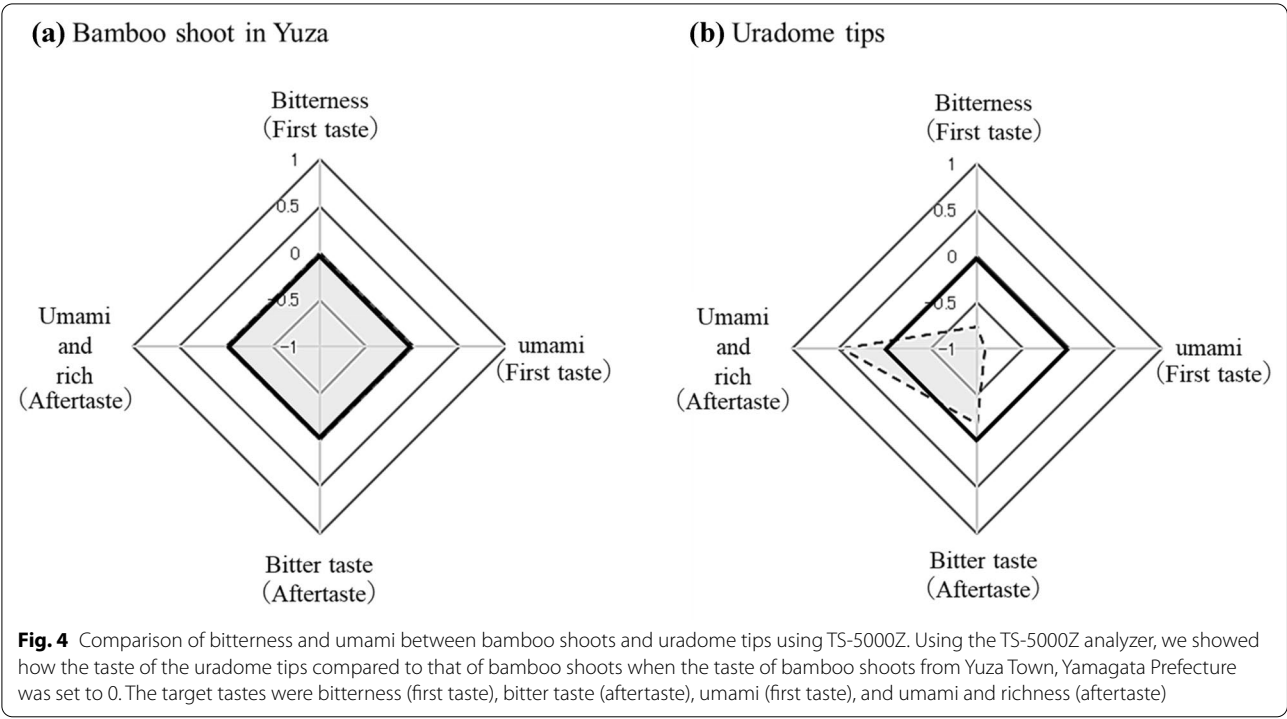 (a) Bamboo shoot in Yuza
Bitterness
(First taste)
1
0.5
0
-0.5
−1
Umami
and
rich
(Aftertaste)
umami
(First taste)
Bitter taste
(Aftertaste)
(b) Uradome tips
Bitterness
(First taste)
1
0.5
0
-0.5
−1
Umami
and
rich
(Aftertaste)
umami
(First taste)
Bitter taste
(Aftertaste)
Fig. 4 Comparison of bitterness and umami between bamboo shoots and uradome tips using TS-5000Z. Using the TS-5000Z analyzer, we showed
how the taste of the uradome tips compared to that of bamboo shoots when the taste of bamboo shoots from Yuza Town, Yamagata Prefecture
was set to 0. The target tastes were bitterness (first taste), bitter taste (aftertaste), umami (first taste), and umami and richness (aftertaste)